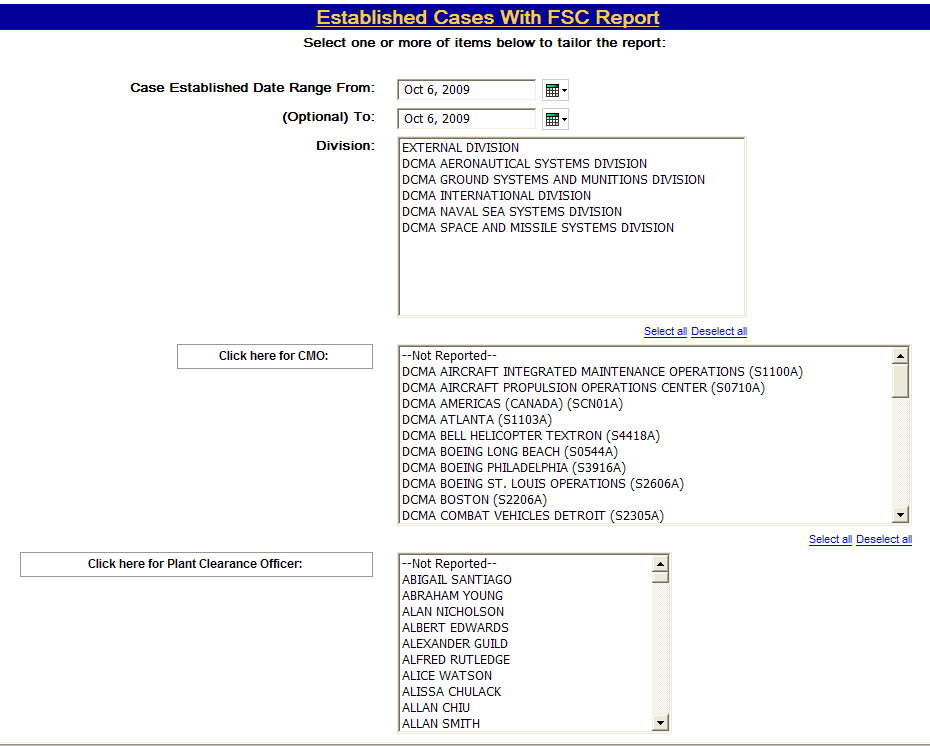 Established Cases With FSC Report
Select one or more of items below to tailor the report:
Case Established Date Range From: Oct 6, 2009
(Optional) To: Oct 6, 2009
Division:
EXTERNAL DIVISION
DCMA AERONAUTICAL SYSTEMS DIVISION
DCMA GROUND SYSTEMS AND MUNITIONS DIVISION
DCMA INTERNATIONAL DIVISION
DCMA NAVAL SEA SYSTEMS DIVISION
DCMA SPACE AND MISSILE SYSTEMS DIVISION
Select all Deselect all
Click here for CMO:
--Not Reported--
DCMA AIRCRAFT INTEGRATED MAINTENANCE OPERATIONS (S1100A)
DCMA AIRCRAFT PROPULSION OPERATIONS CENTER (S0710A)
DCMA AMERICAS (CANADA) (SCN01A)
DCMA ATLANTA (S1103A)
DCMA BELL HELICOPTER TEXTRON (S4418A)
DCMA BOEING LONG BEACH (S0544A)
DCMA BOEING PHILADELPHIA (S3916A)
DCMA BOEING ST. LOUIS OPERATIONS (S2606A)
DCMA BOSTON (S2206A)
DCMA COMBAT VEHICLES DETROIT (S2305A)
Select all Deselect all
Click here for Plant Clearance Officer:
--Not Reported--
ABIGAIL SANTIAGO
ABRAHAM YOUNG
ALAN NICHOLSON
ALBERT EDWARDS
ALEXANDER GUILD
ALFRED RUTLEDGE
ALICE WATSON
ALISSA CHULACK
ALLAN CHIU
ALLAN SMITH